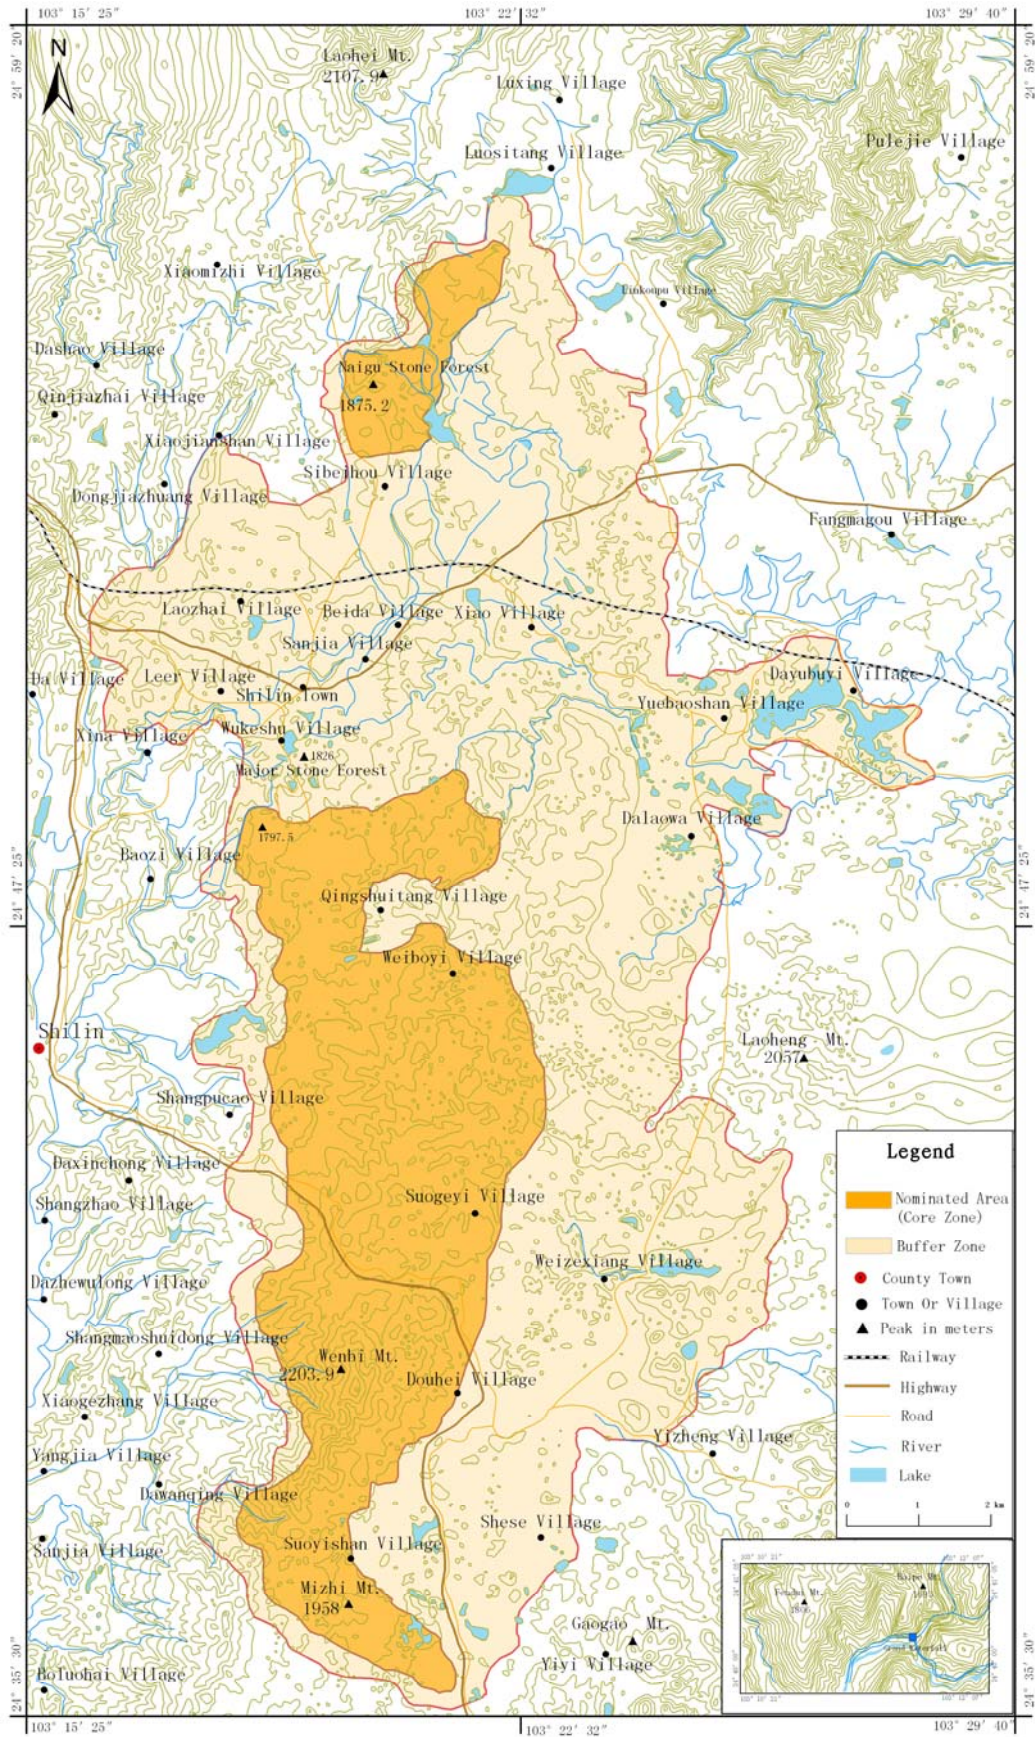 103° 15′ 25″
103° 22′ 32″
103° 29′ 40″
24° 59′ 20″
24° 59′ 20″
N
Laohei Mt.
2107.9
Luxing Village
Luositang Village
Pulejie Village
Xiaomizhi Village
Linkoupu Village
Dashao Village
Naigu Stone Forest
1875.2
Qinjiazhai Village
Xiaojianshan Village
Sibeihou Village
Dongjiazhuang Village
Fangmagou Village
Laozhai Village
Beida Village
Xiao Village
Sanjia Village
Da Village
Leer Village
Shilin Town
Dayubuyi Village
Yuebaoshan Village
Xina Village
Wukeshu Village
1826
Major Stone Forest
1797.5
Dalaowa Village
Baozi Village
24° 47′ 25″
24° 47′ 25″
Qingshuitang Village
Weiboyi Village
Shilin
Laoheng Mt.
2057
Shangpucao Village
Daxinchong Village
Shangzhao Village
Suogeyi Village
Weizexiang Village
Dazhewulong Village
Shangmaoshuidong Village
Wenbi Mt.
2203.9
Douhei Village
Xiaogezhang Village
Yizheng Village
Yangjia Village
Dawanqing Village
Shese Village
Sanjia Village
Suoyishan Village
Mizhi Mt.
1958
Gaogao Mt.
Yiyi Village
Boluohai Village
24° 35′ 30″
24° 35′ 30″
103° 15′ 25″
103° 22′ 32″
103° 29′ 40″
Legend
Nominated Area
(Core Zone)
Buffer Zone
County Town
Town Or Village
Peak in meters
Railway
Highway
Road
River
Lake
0 1 2 km